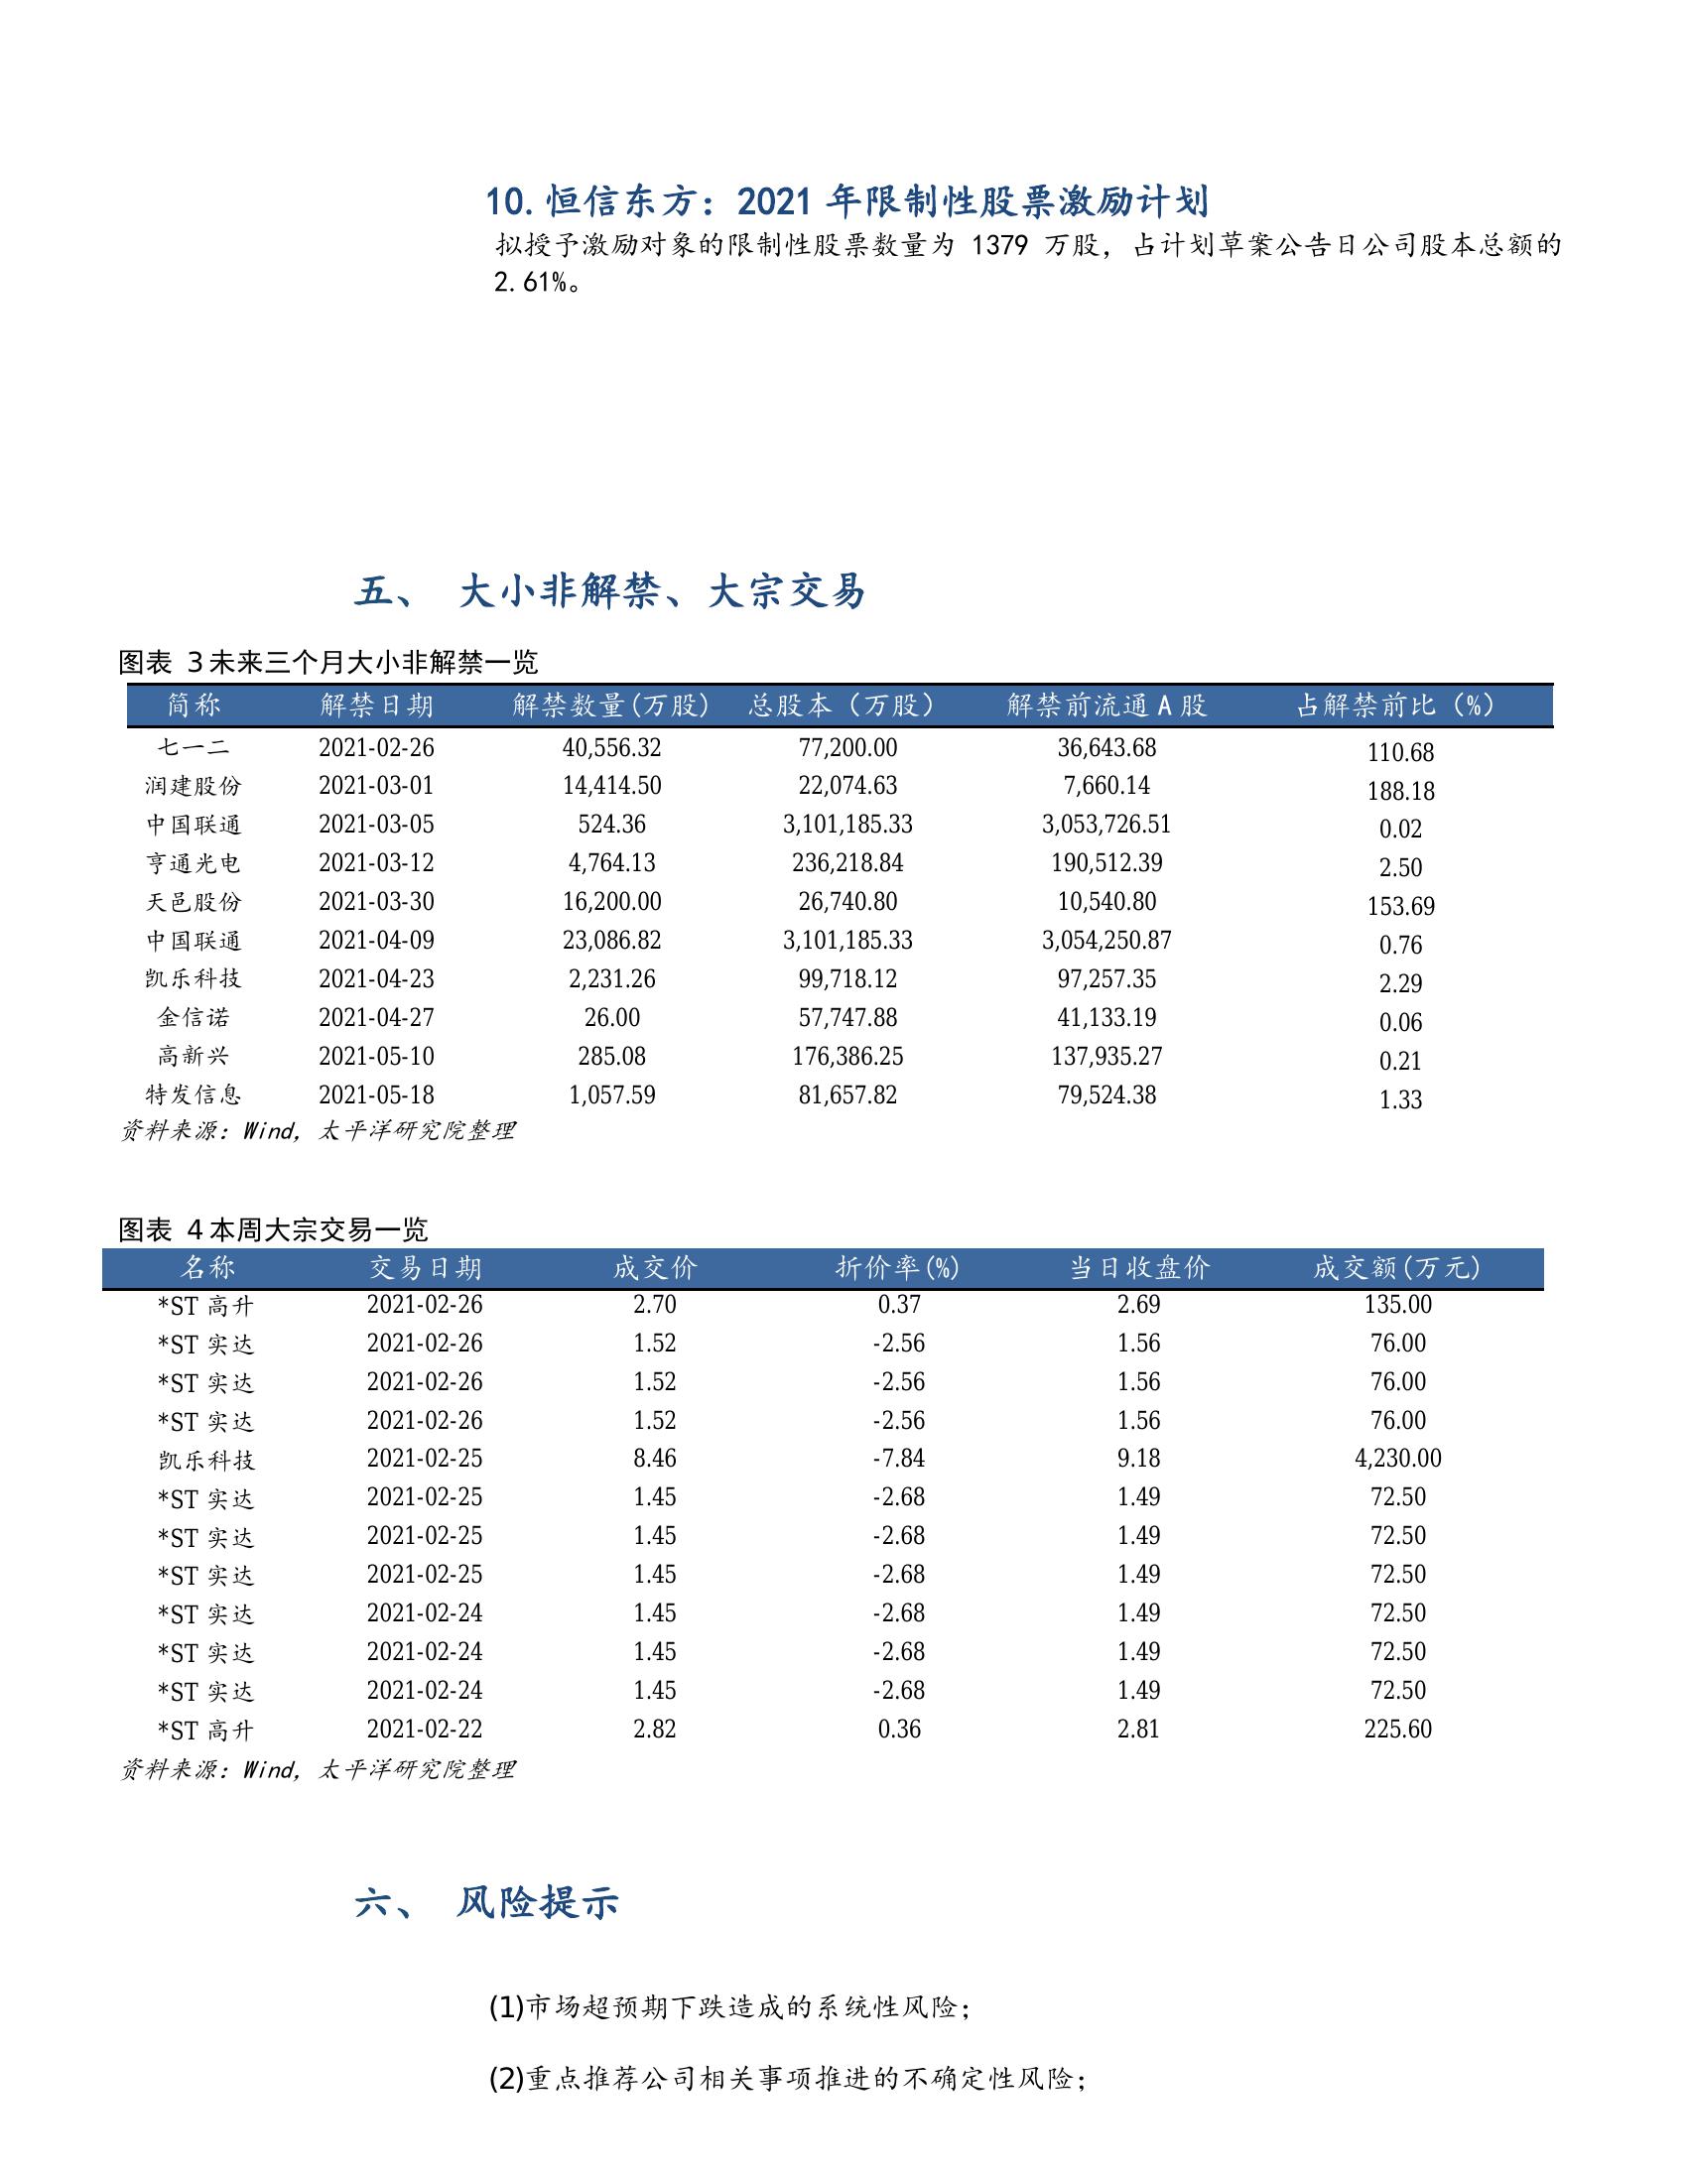 10.恒信东方：2021 年限制性股票激励计划
拟授予激励对象的限制性股票数量为 1379 万股，占计划草案公告日公司股本总额的
2.61%。
五、 大小非解禁、大宗交易
图表 3 未来三个月大小非解禁一览
简称 解禁日期 解禁数量(万股) 总股本（万股） 解禁前流通 A 股 占解禁前比（%）
七一二 2021-02-26 40,556.32 77,200.00 36,643.68 110.68
润建股份 2021-03-01 14,414.50 22,074.63 7,660.14 188.18
中国联通 2021-03-05 524.36 3,101,185.33 3,053,726.51 0.02
亨通光电 2021-03-12 4,764.13 236,218.84 190,512.39 2.50
天邑股份 2021-03-30 16,200.00 26,740.80 10,540.80 153.69
中国联通 2021-04-09 23,086.82 3,101,185.33 3,054,250.87 0.76
凯乐科技 2021-04-23 2,231.26 99,718.12 97,257.35 2.29
金信诺 2021-04-27 26.00 57,747.88 41,133.19 0.06
高新兴 2021-05-10 285.08 176,386.25 137,935.27 0.21
特发信息 2021-05-18 1,057.59 81,657.82 79,524.38 1.33
资料来源：Wind，太平洋研究院整理
图表 4 本周大宗交易一览
名称 交易日期 成交价 折价率(%) 当日收盘价 成交额(万元)
*ST 高升 2021-02-26 2.70 0.37 2.69 135.00
*ST 实达 2021-02-26 1.52 -2.56 1.56 76.00
*ST 实达 2021-02-26 1.52 -2.56 1.56 76.00
*ST 实达 2021-02-26 1.52 -2.56 1.56 76.00
凯乐科技 2021-02-25 8.46 -7.84 9.18 4,230.00
*ST 实达 2021-02-25 1.45 -2.68 1.49 72.50
*ST 实达 2021-02-25 1.45 -2.68 1.49 72.50
*ST 实达 2021-02-25 1.45 -2.68 1.49 72.50
*ST 实达 2021-02-24 1.45 -2.68 1.49 72.50
*ST 实达 2021-02-24 1.45 -2.68 1.49 72.50
*ST 实达 2021-02-24 1.45 -2.68 1.49 72.50
*ST 高升 2021-02-22 2.82 0.36 2.81 225.60
资料来源：Wind，太平洋研究院整理
六、 风险提示
(1)市场超预期下跌造成的系统性风险；
(2)重点推荐公司相关事项推进的不确定性风险；